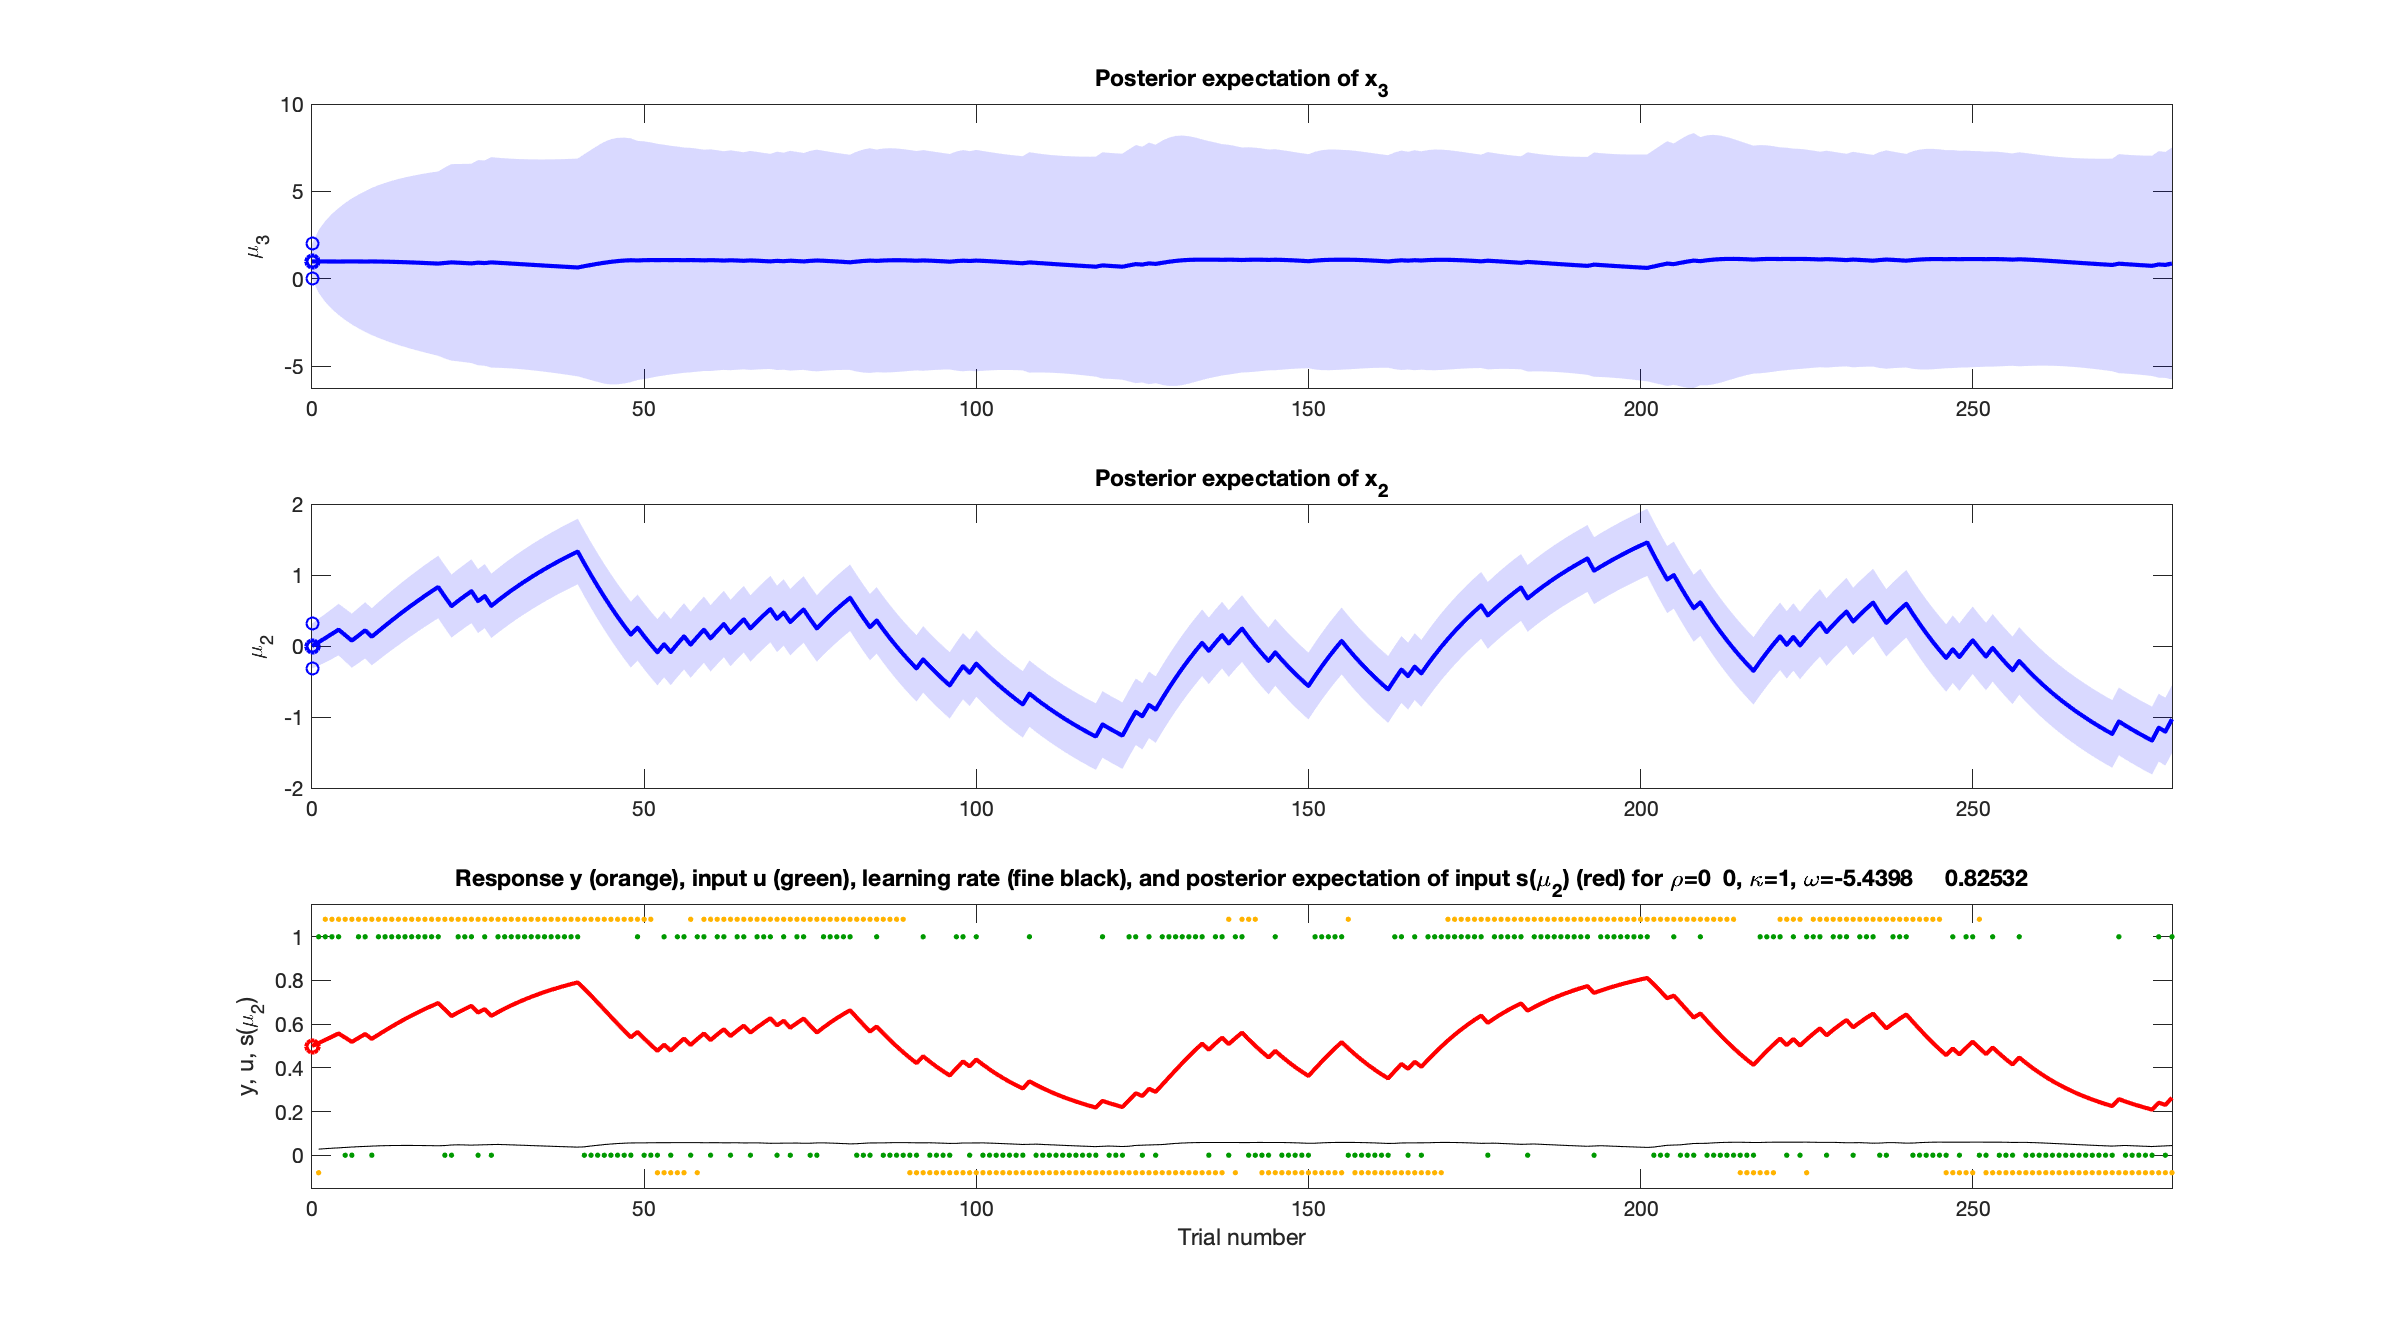 Posterior expectation of x3
10
5
0
-5
μ3
0 50 100 150 200 250
Posterior expectation of x2
2
1
0
-1
-2
μ2
0 50 100 150 200 250
Response y (orange), input u (green), learning rate (fine black), and posterior expectation of input s(μ2) (red) for ρ=0 0, κ=1, ω=-5.4398 0.82532
1
0.8
0.6
0.4
0.2
0
y, u, s(μ2)
0 50 100 150 200 250
Trial number